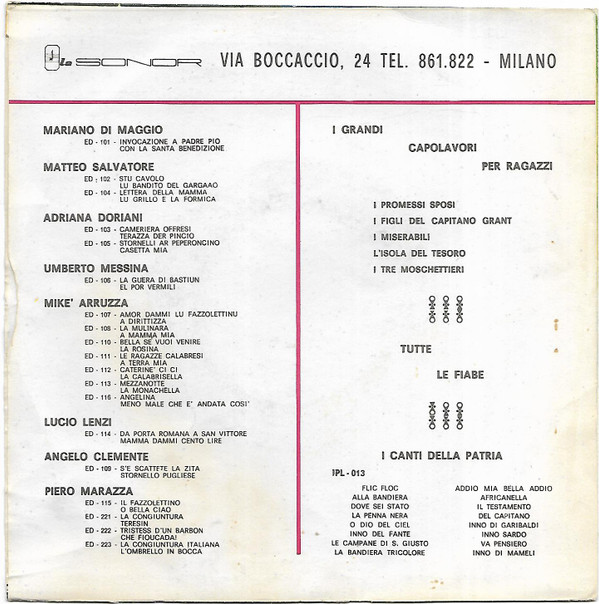 la SONOR VIA BOCCACCIO, 24 TEL. 861.822 - MILANO
MARIANO DI MAGGIO
ED - 101 - INVOCAZIONE A PADRE PIO
CON LA SANTA BENEDIZIONE
MATTEO SALVATORE
ED - 102 - STU CAVOLO
LU BANDITO DEL GARGAAO
ED - 104 - LETTERA DELLA MAMMA
LU GRILLO E LA FORMICA
ADRIANA DORIANI
ED - 103 - CAMERIERA OFFRESI
TERAZZA DER PINCIO
ED - 105 - STORNELLI AR PEPERONCINO
CASETTA MIA
UMBERTO MESSINA
ED - 106 - LA GUERA DI BASTIUN
EL POR VERMILI
MIKE' ARRUZZA
ED - 107 - AMOR DAMMI LU FAZZOLETTINU
A DIRITTIZZA
ED - 108 - LA MULINARA
A MAMMA MIA
ED - 110 - BELLA SE VUOI VENIRE
LA ROSINA
ED - 111 - LE RAGAZZE CALABRESI
A TERRA MIA
ED - 112 - CATERINE' CI CI
LA CALABRISELLA
ED - 113 - MEZZANOTTE
LA MONACHELLA
ED - 116 - ANGELINA
MENO MALE CHE E' ANDATA COSI'
LUCIO LENZI
ED - 114 - DA PORTA ROMANA A SAN VITTORE
MAMMA DAMMI CENTO LIRE
ANGELO CLEMENTE
ED - 109 - S'E SCATTETE LA ZITA
STORNELLO PUGLIESE
PIERO MARAZZA
ED - 115 - IL FAZZOLETTINO
O BELLA CIAO
ED - 221 - LA CONGIUNTURA
TERESIN
ED - 222 - TRISTESS D'UN BARBON
CHE FIOUCADA!
ED - 223 - LA CONGIUNTURA ITALIANA
L'OMBRELLO IN BOCCA
I GRANDI
CAPOLAVORI
PER RAGAZZI
I PROMESSI SPOSI
I FIGLI DEL CAPITANO GRANT
I MISERABILI
L'ISOLA DEL TESORO
I TRE MOSCHETTIERI
TUTTE
LE FIABE
I CANTI DELLA PATRIA
IPL - 013
FLIC FLOC
ALLA BANDIERA
DOVE SEI STATO
LA PENNA NERA
O DIO DEL CIEL
INNO DEL FANTE
LE CAMPANE DI S. GIUSTO
LA BANDIERA TRICOLORE
ADDIO MIA BELLA ADDIO
AFRICANELLA
IL TESTAMENTO
DEL CAPITANO
INNO DI GARIBALDI
INNO SARDO
VA PENSIERO
INNO DI MAMELI